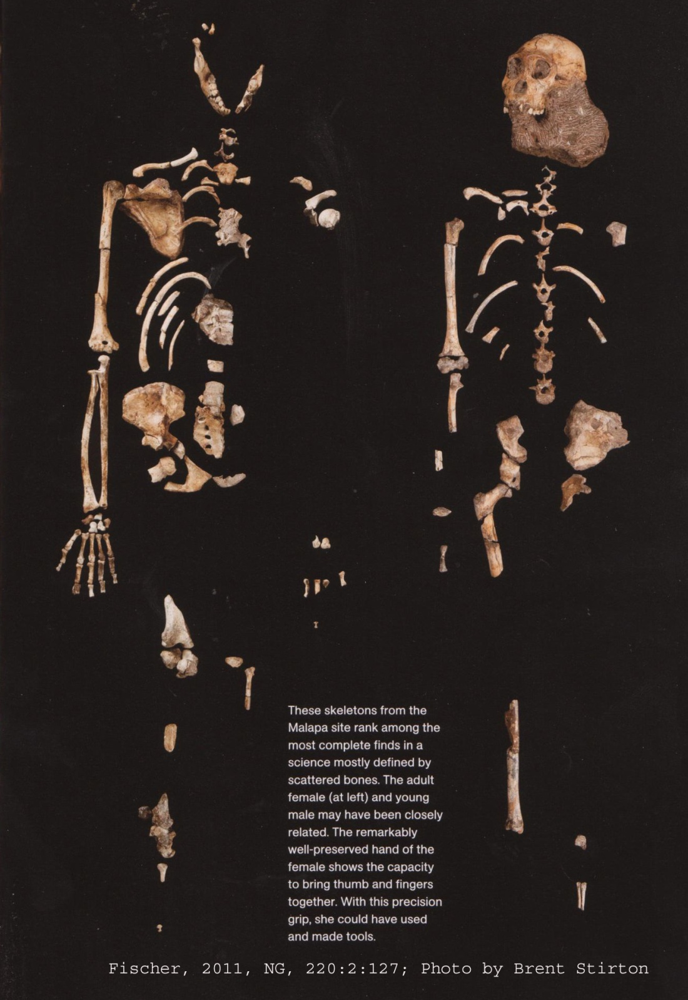 These skeletons from the
Malapa site rank among the
most complete finds in a
science mostly defined by
scattered bones. The adult
female (at left) and young
male may have been closely
related. The remarkably
well-preserved hand of the
female shows the capacity
to bring thumb and fingers
together. With this precision
grip, she could have used
and made tools.
Fischer, 2011, NG, 220:2:127; Photo by Brent Stirton